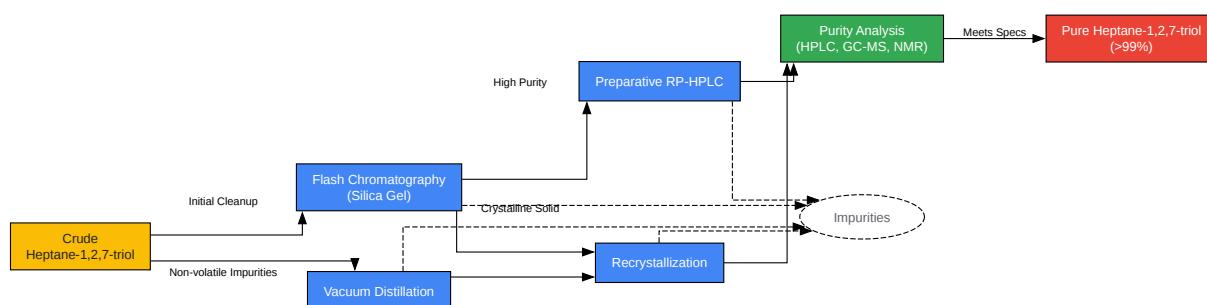 Purity Analysis
(HPLC, GC-MS, NMR)
Meets Specs
Pure Heptane-1,2,7-triol
(>99%)
High Purity
Preparative RP-HPLC
Flash Chromatography
(Silica Gel)
Initial Cleanup
Crystalline Solid
Impurities
Crude
Heptane-1,2,7-triol
Non-volatile Impurities
Recrystallization
Vacuum Distillation